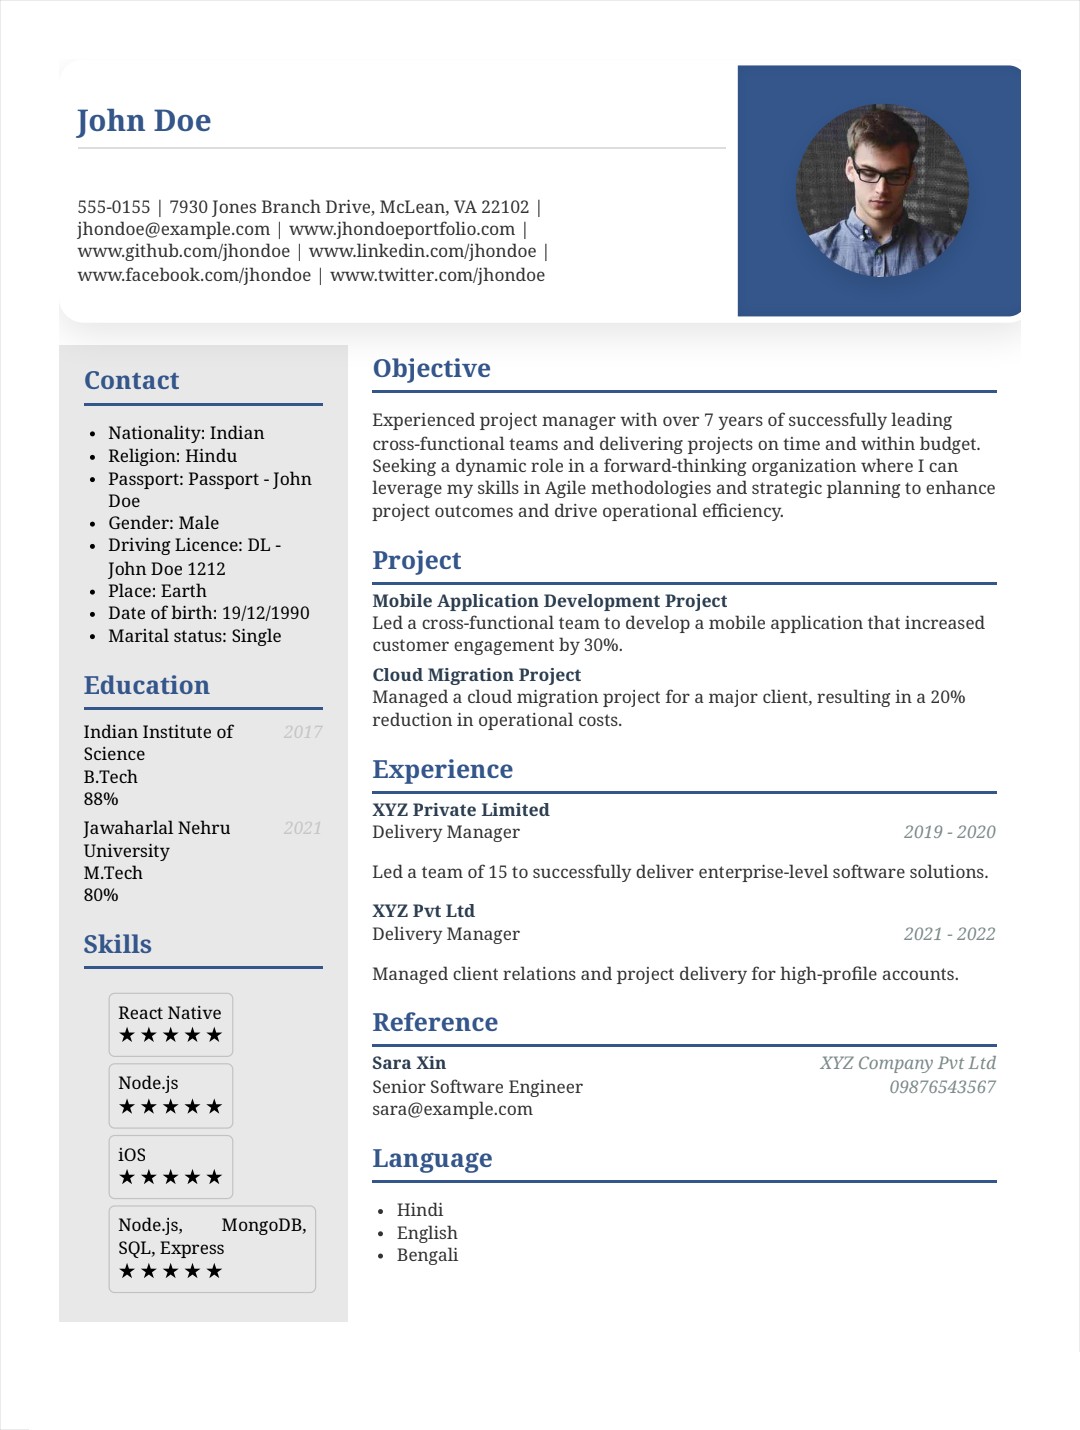 John Doe
555-0155 | 7930 Jones Branch Drive, McLean, VA 22102 |
jhondoe@example.com | www.jhondoeportfolio.com |
www.github.com/jhondoe | www.linkedin.com/jhondoe |
www.facebook.com/jhondoe | www.twitter.com/jhondoe
Contact
• Nationality: Indian
• Religion: Hindu
• Passport: Passport - John
Doe
• Gender: Male
• Driving Licence: DL -
John Doe 1212
• Place: Earth
• Date of birth: 19/12/1990
• Marital status: Single
Education
Indian Institute of 2017
Science
B.Tech
88%
Jawaharlal Nehru 2021
University
M.Tech
80%
Skills
React Native
★ ★ ★ ★ ★
Node.js
★ ★ ★ ★ ★
iOS
★ ★ ★ ★ ★
Node.js, MongoDB,
SQL, Express
★ ★ ★ ★ ★
Objective
Experienced project manager with over 7 years of successfully leading
cross-functional teams and delivering projects on time and within budget.
Seeking a dynamic role in a forward-thinking organization where I can
leverage my skills in Agile methodologies and strategic planning to enhance
project outcomes and drive operational efficiency.
Project
Mobile Application Development Project
Led a cross-functional team to develop a mobile application that increased
customer engagement by 30%.
Cloud Migration Project
Managed a cloud migration project for a major client, resulting in a 20%
reduction in operational costs.
Experience
XYZ Private Limited
Delivery Manager 2019 - 2020
Led a team of 15 to successfully deliver enterprise-level software solutions.
XYZ Pvt Ltd
Delivery Manager 2021 - 2022
Managed client relations and project delivery for high-profile accounts.
Reference
Sara Xin XYZ Company Pvt Ltd
Senior Software Engineer 09876543567
sara@example.com
Language
• Hindi
• English
• Bengali